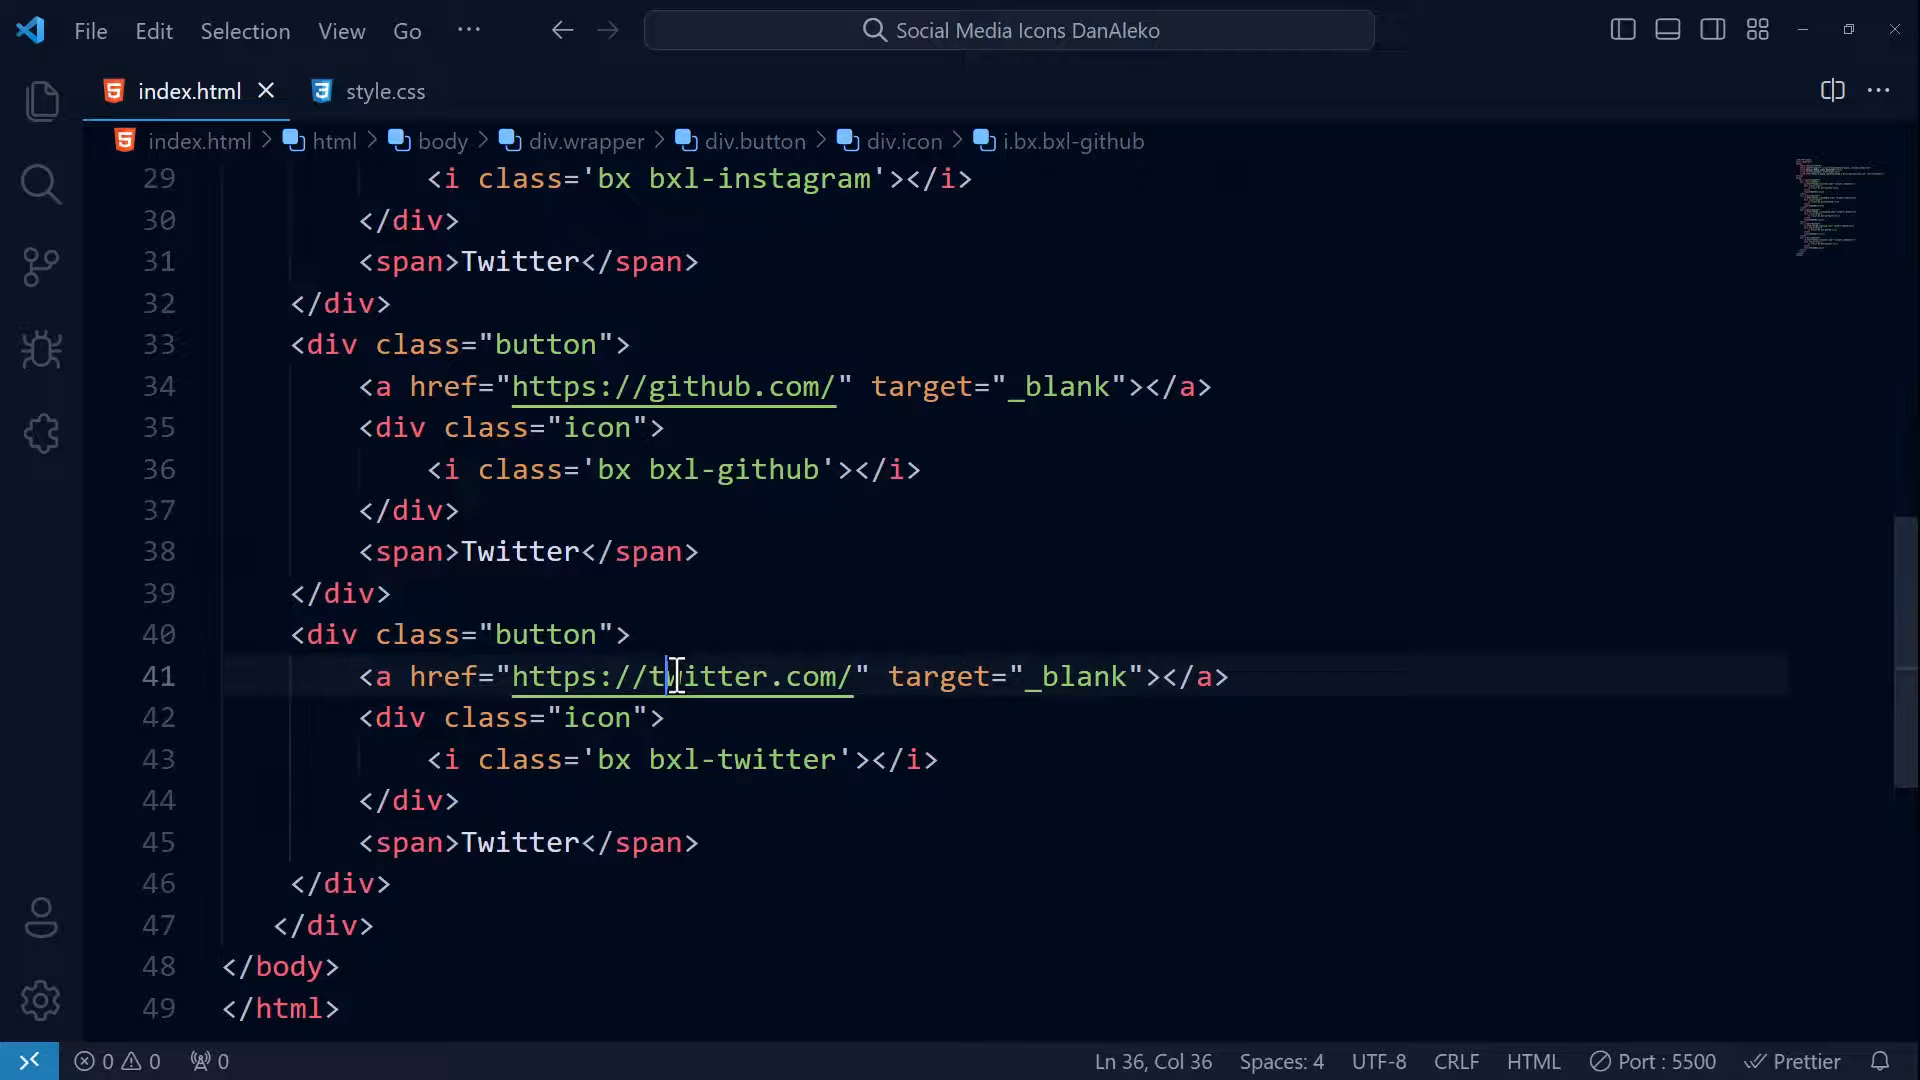 File Edit Selection View Go ··· Social Media Icons DanAleko
index.html style.css
index.html > html > body > div.wrapper > div.button > div.icon > i.bx.bxl-github
29 <i class='bx bxl-instagram'></i>
30 </div>
31 <span>Twitter</span>
32 </div>
33 <div class="button">
34 <a href="https://github.com/" target="_blank"></a>
35 <div class="icon">
36 <i class='bx bxl-github'></i>
37 </div>
38 <span>Twitter</span>
39 </div>
40 <div class="button">
41 <a href="https://twitter.com/" target="_blank"></a>
42 <div class="icon">
43 <i class='bx bxl-twitter'></i>
44 </div>
45 <span>Twitter</span>
46 </div>
47 </div>
48 </body>
49 </html>
0 0 0 Ln 36, Col 36 Spaces: 4 UTF-8 CRLF HTML Port : 5500 Prettier